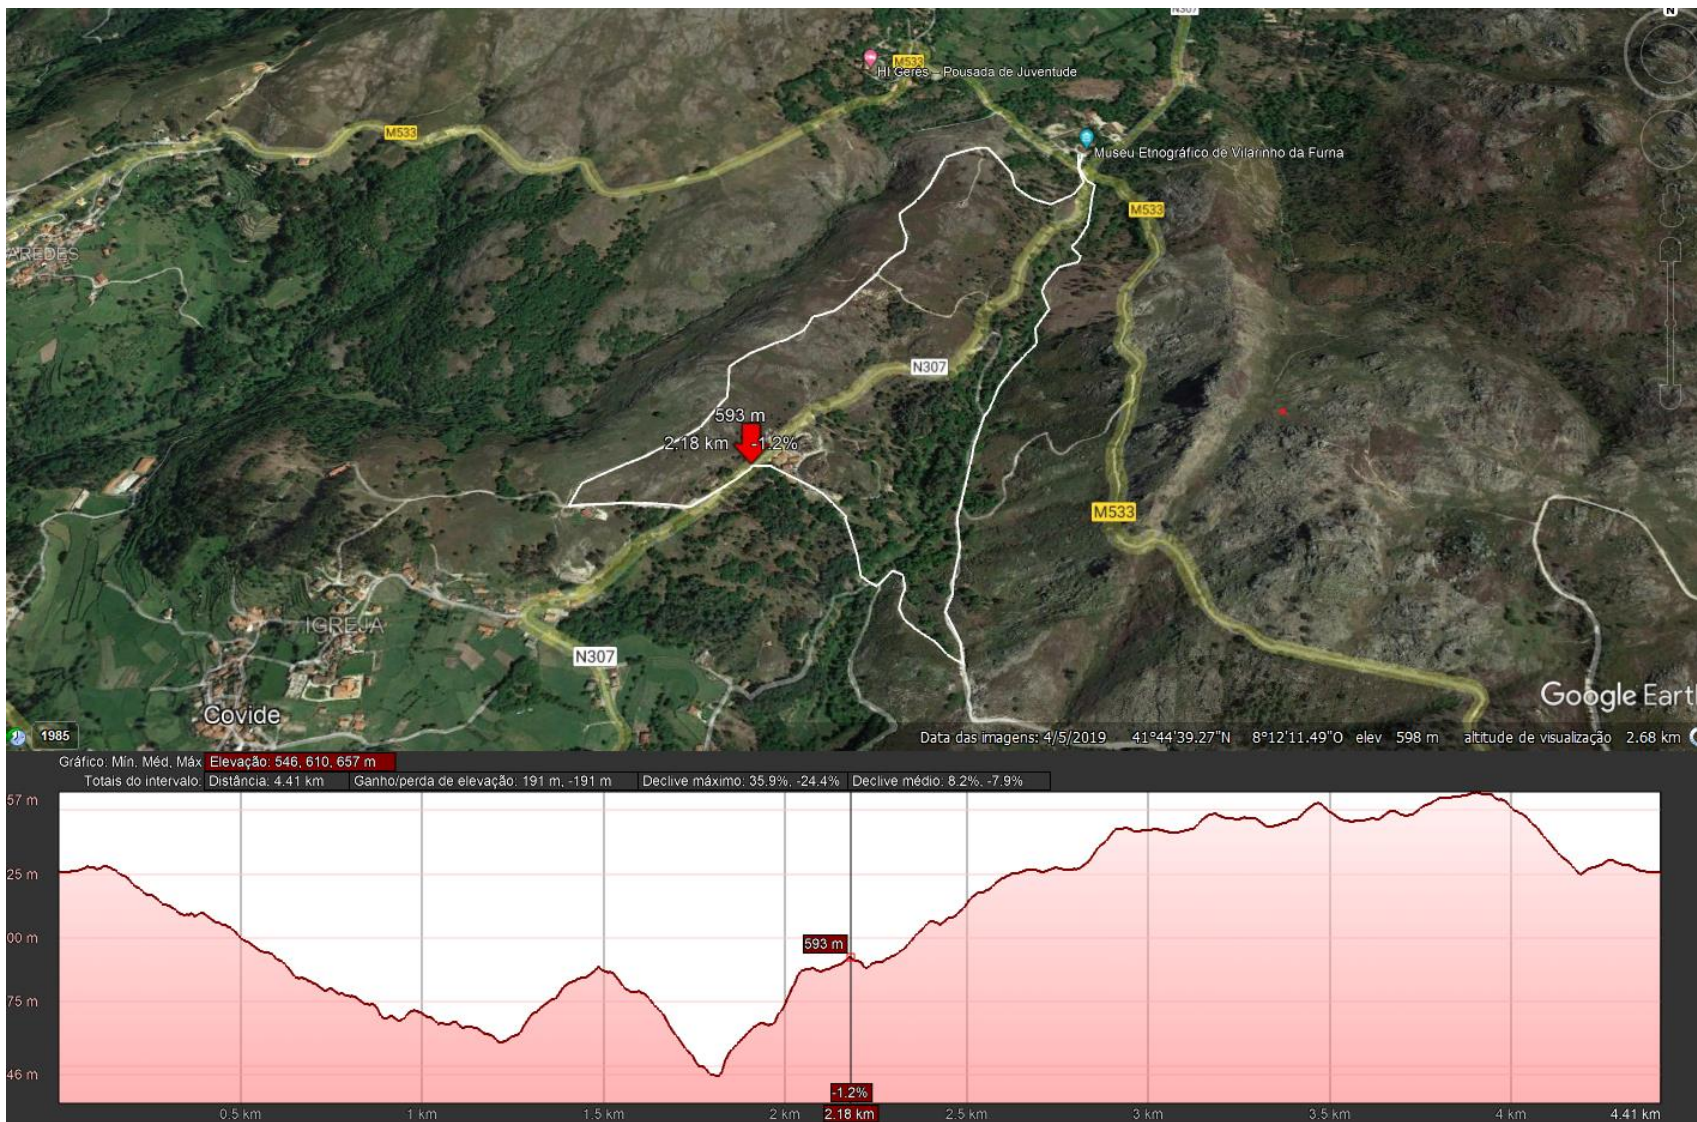 N307
N
M533
HI Gerês – Pousada de Juventude
M533
Museu Etnográfico de Vilarinho da Furna
M533
AREDES
N307
593 m
2.18 km -1.2%
M533
IGREJA
N307
Google Eart
Covide
1985
Data das imagens: 4/5/2019 41°44'39.27"N 8°12'11.49"O elev 598 m altitude de visualização 2.68 km
Gráfico: Mín, Méd, Máx Elevação: 546, 610, 657 m
Totais do intervalo: Distância: 4.41 km Ganho/perda de elevação: 191 m, -191 m Declive máximo: 35.9%, -24.4% Declive médio: 8.2%, -7.9%
57 m
25 m
00 m
593 m
75 m
46 m
-1.2%
0.5 km 1 km 1.5 km 2 km 2.18 km 2.5 km 3 km 3.5 km 4 km 4.41 km